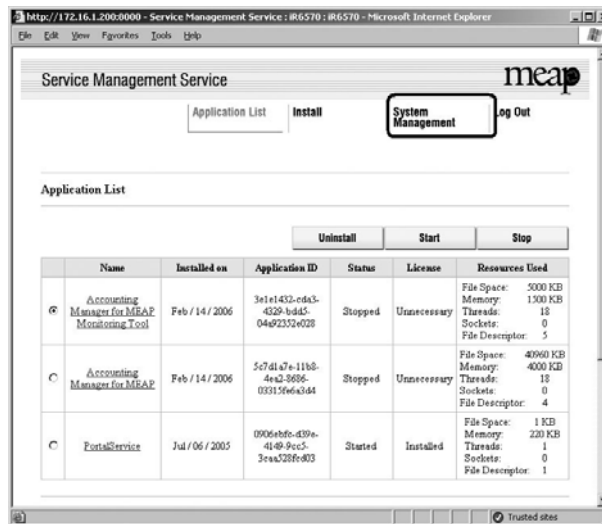 http://172.16.1.200:0000 - Service Management Service : iR6570 : iR6570 - Microsoft Internet Explorer
File Edit View Favorites Tools Help
Service Management Service
meap
Application List
Install
System
Management
Log Out
Application List
Uninstall Start Stop
Name Installed on Application ID Status License Resources Used
Accounting
Manager for MEAP
Monitoring Tool
Feb / 14 / 2006
3e1e1432-cda3-
4329-bdd5-
04a92352e028
Stopped
Unnecessary
File Space: 5000 KB
Memory: 1500 KB
Threads: 18
Sockets: 0
File Descriptor: 5
Accounting
Manager for MEAP
Feb / 14 / 2006
5c7d1a7e-11b8-
4ea2-8686-
03315fe6a3d4
Stopped
Unnecessary
File Space: 40960 KB
Memory: 4000 KB
Threads: 18
Sockets: 0
File Descriptor: 4
PortalService
Jul / 06 / 2005
0906ebfc-d39e-
4149-9cc5-
3caa528fed03
Started
Installed
File Space: 1 KB
Memory: 220 KB
Threads: 1
Sockets: 0
File Descriptor: 1
Trusted sites